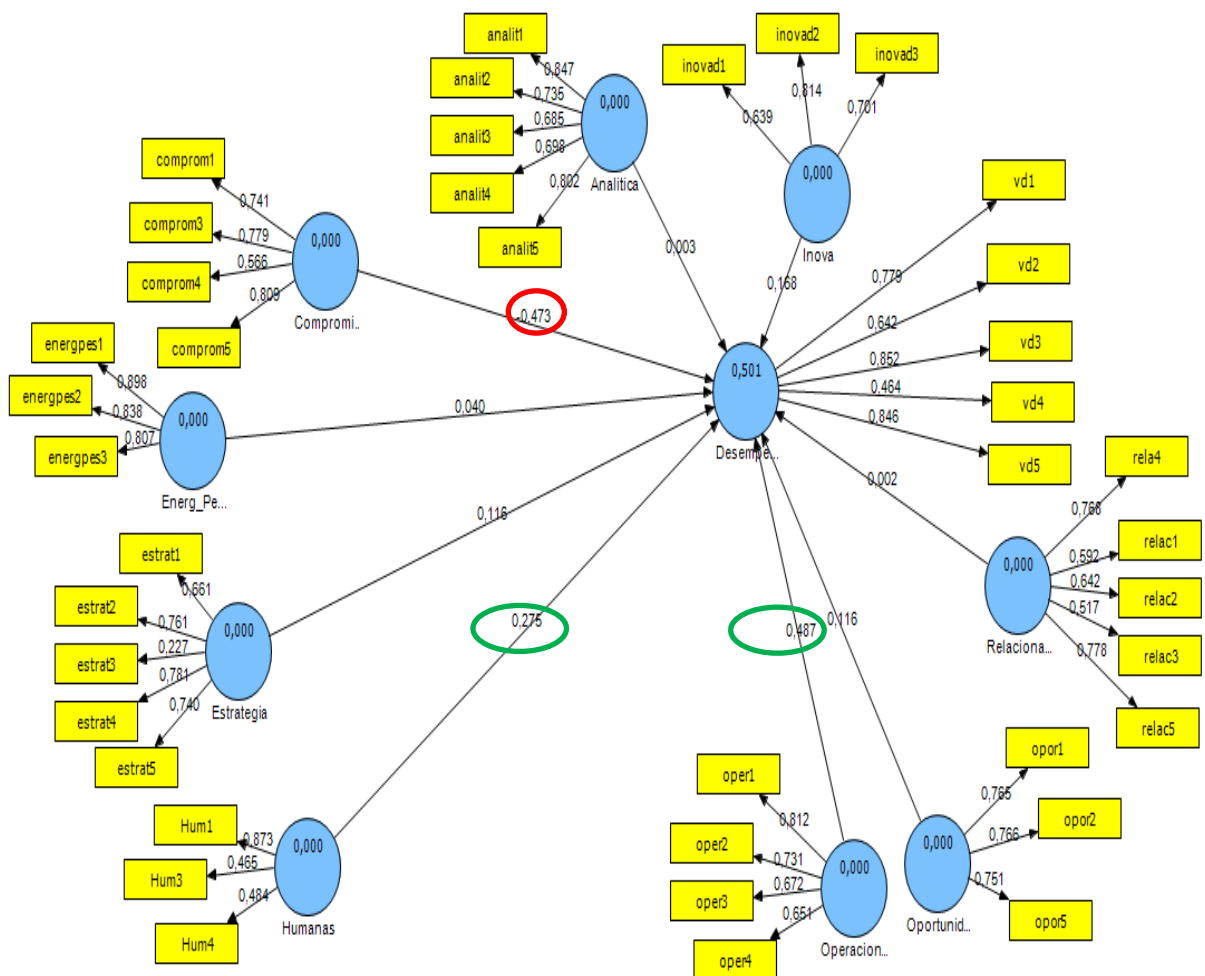 analit1
analit2
analit3
analit4
analit5
0,847
0,735
0,685
0,698
0,802
0,000
Analitica
inovad1
inovad2
inovad3
0,639
0,814
0,701
0,000
Inova
comprom1
comprom3
comprom4
comprom5
0,741
0,779
0,566
0,809
0,000
Compromi..
energpes1
energpes2
energpes3
0,898
0,838
0,807
0,000
Energ_Pe...
0,003
0,168
-0,473
0,040
0,501
Desempe...
vd1
vd2
vd3
vd4
vd5
0,779
0,642
0,852
0,464
0,846
0,002
rela4
relac1
relac2
relac3
relac5
0,592
0,642
0,517
0,778
0,000
Relaciona...
estrat1
estrat2
estrat3
estrat4
estrat5
0,661
0,761
0,227
0,781
0,740
0,000
Estrategia
0,116
0,275
0,487
0,116
Hum1
Hum3
Hum4
0,873
0,465
0,484
0,000
Humanas
oper1
oper2
oper3
oper4
0,812
0,731
0,672
0,651
0,000
Operacion...
opor1
opor2
opor5
0,765
0,766
0,751
0,000
Oportunid...